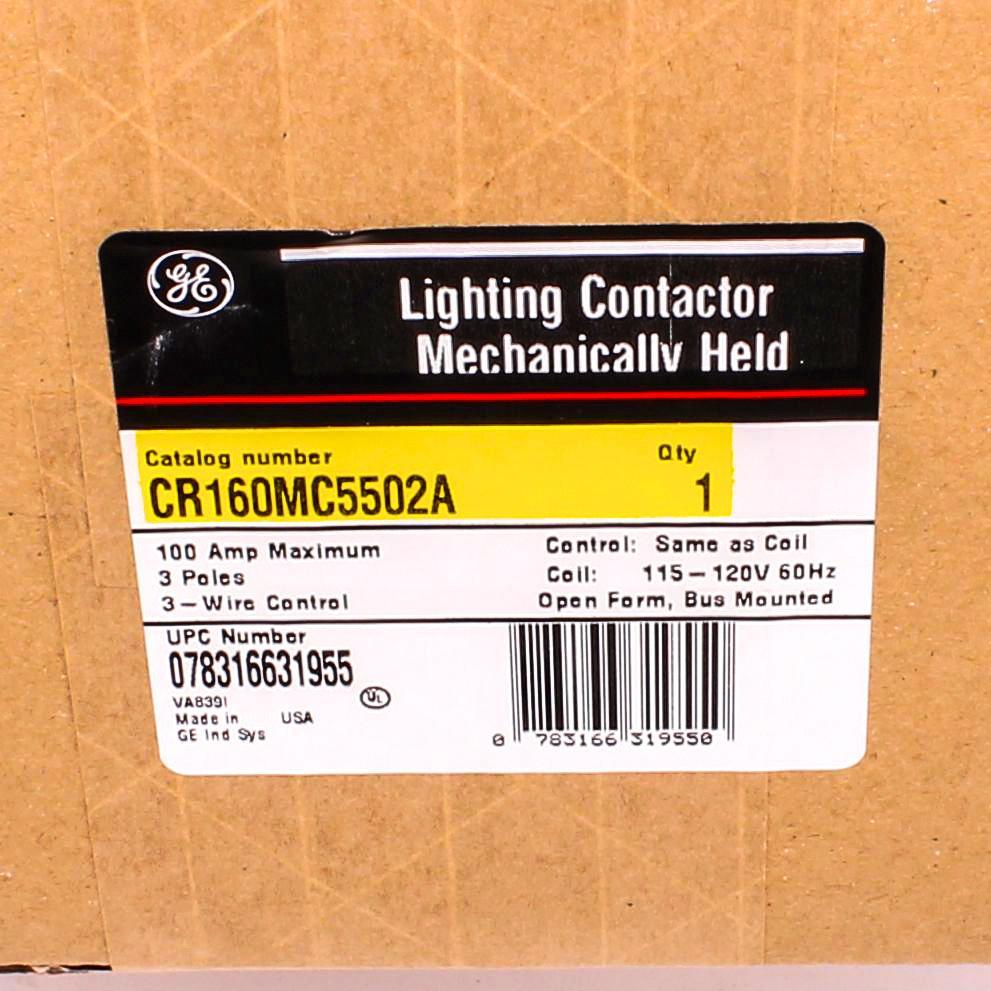 GE
Lighting Contactor
Mechanically Held
Catalog number Qty
CR160MC5502A 1
100 Amp Maximum Control: Same as Coil
3 Poles Coil: 115-120V 60Hz
3-Wire Control Open Form, Bus Mounted
UPC Number
078316631955
UL
VA839I
Made in USA
GE Ind Sys
0 783166 319550